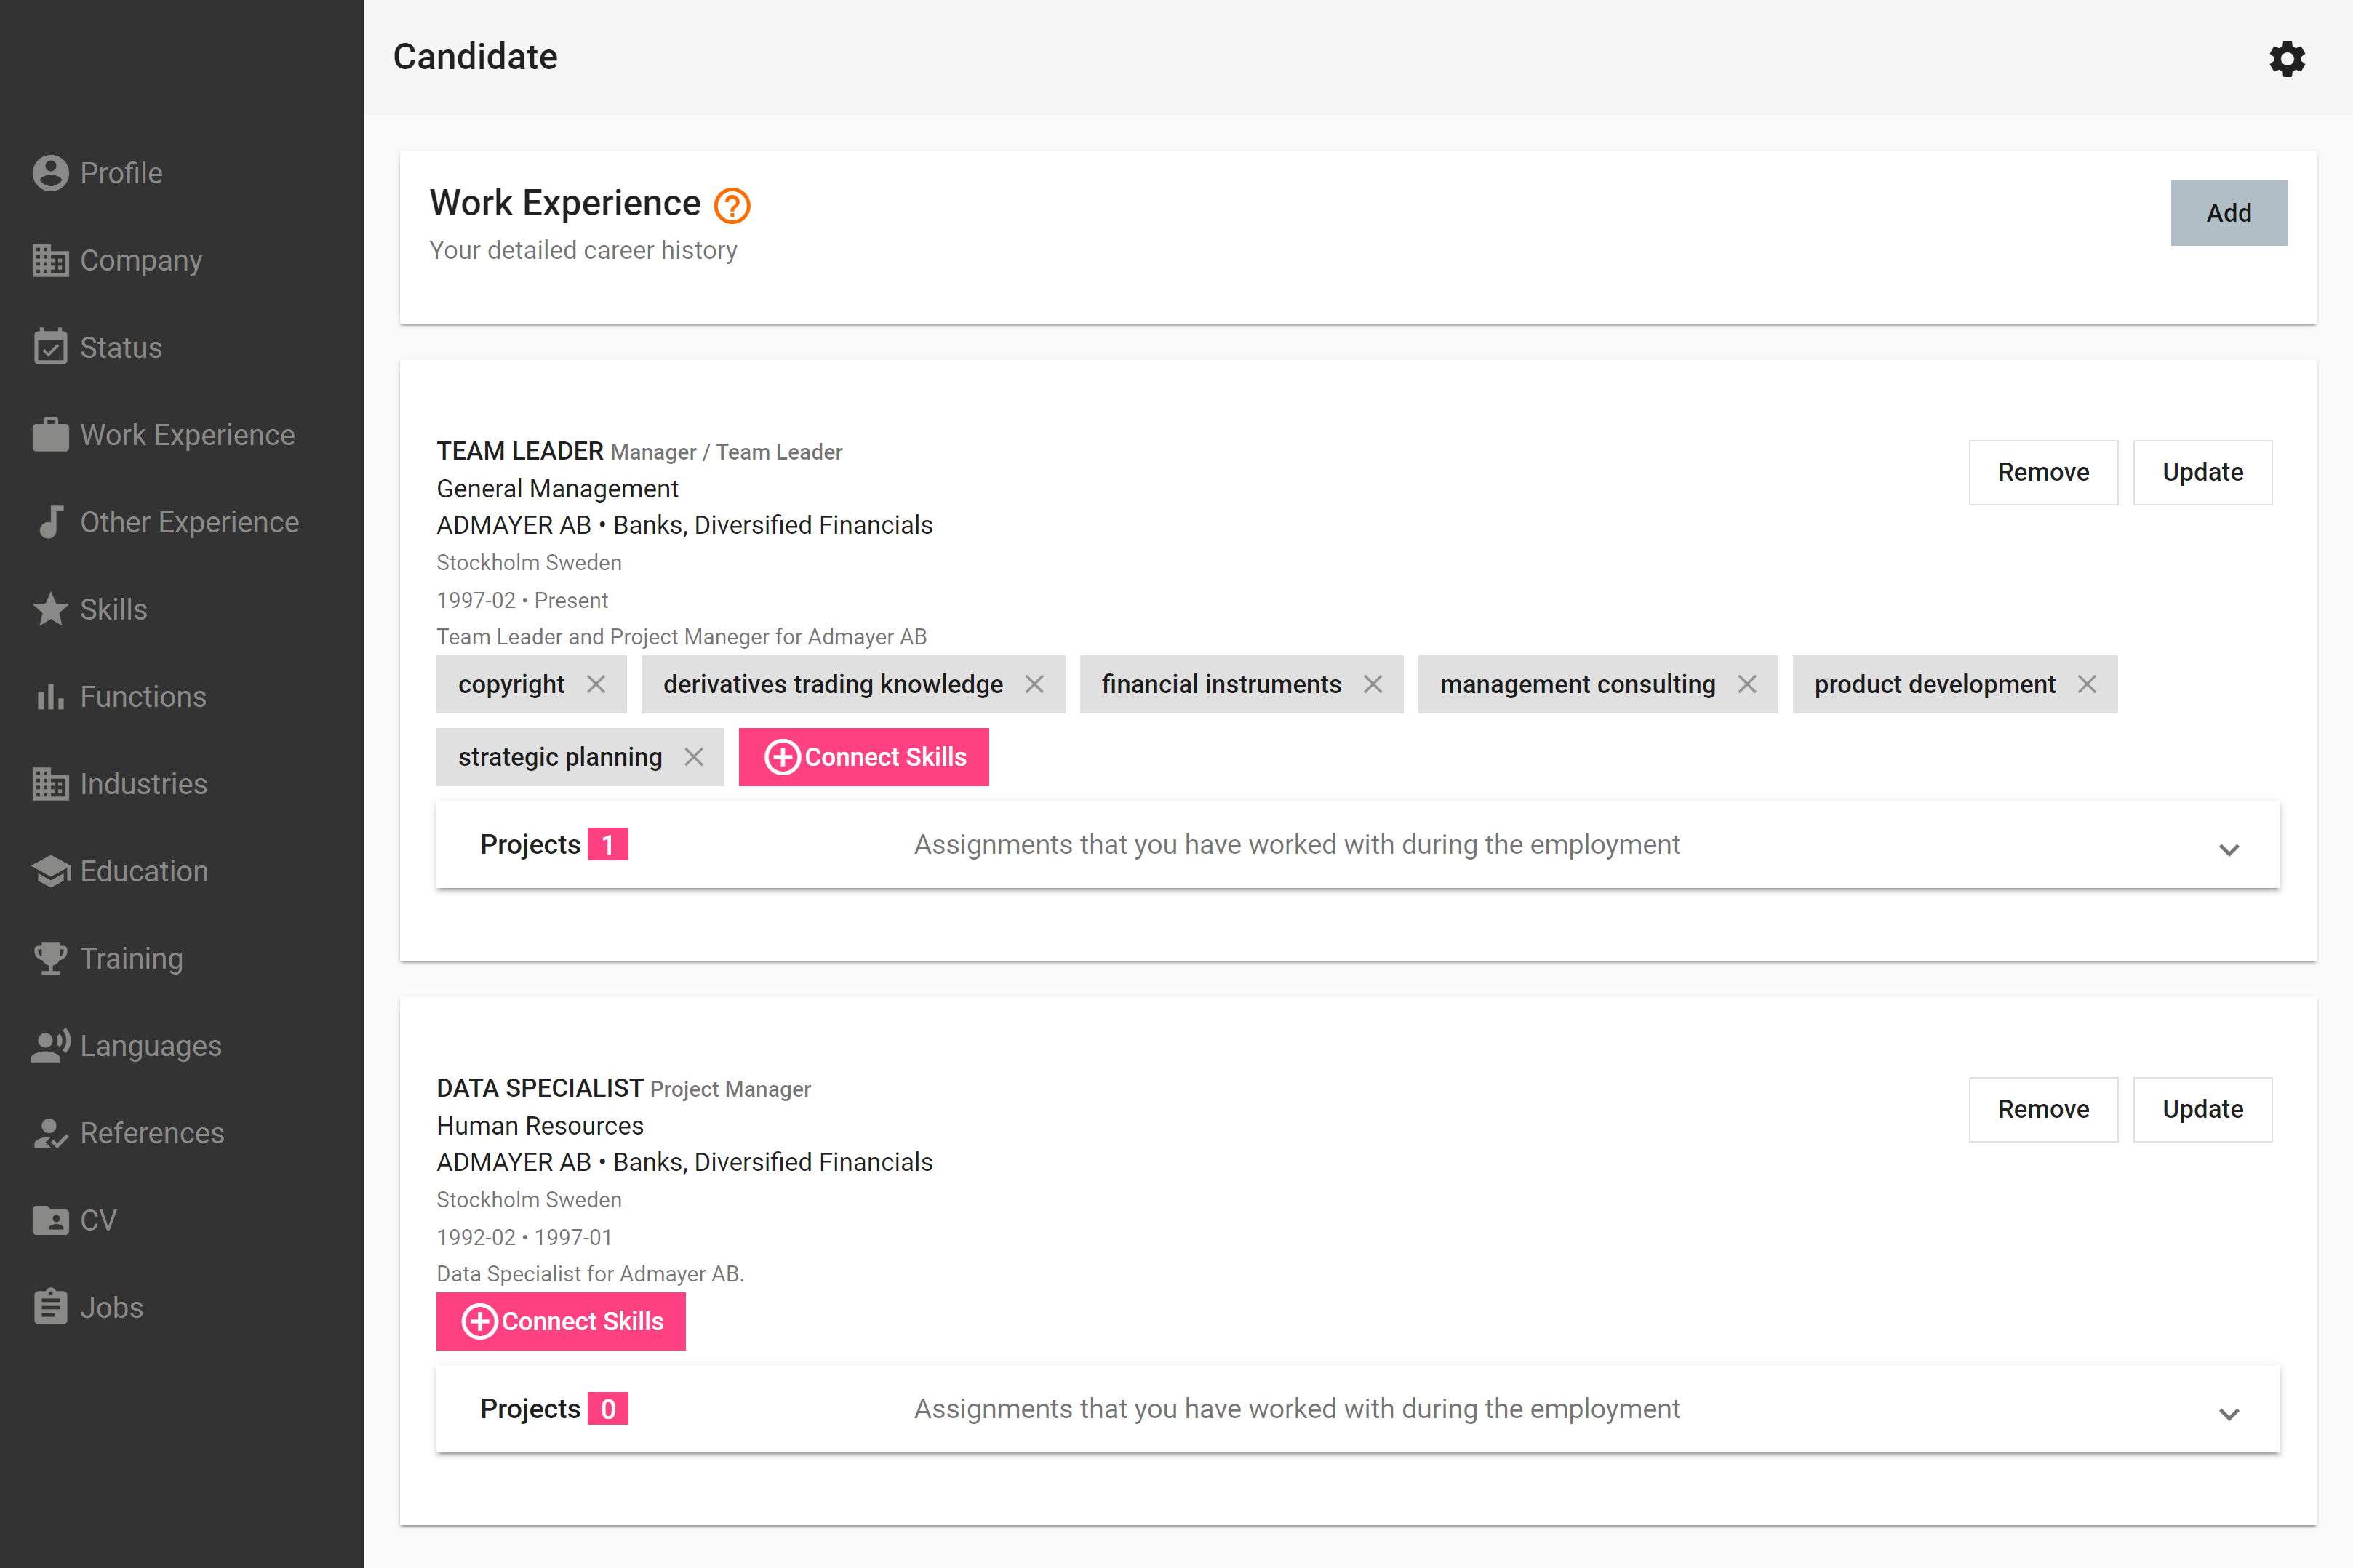 Candidate
Profile
Company
Status
Work Experience
Other Experience
Skills
Functions
Industries
Education
Training
Languages
References
CV
Jobs
Work Experience
Your detailed career history
Add
TEAM LEADER Manager / Team Leader
General Management
ADMAYER AB • Banks, Diversified Financials
Stockholm Sweden
1997-02 • Present
Team Leader and Project Maneger for Admayer AB
Remove Update
copyright derivatives trading knowledge financial instruments management consulting product development
strategic planning Connect Skills
Projects 1 Assignments that you have worked with during the employment
DATA SPECIALIST Project Manager
Human Resources
ADMAYER AB • Banks, Diversified Financials
Stockholm Sweden
1992-02 • 1997-01
Data Specialist for Admayer AB.
Remove Update
Connect Skills
Projects 0 Assignments that you have worked with during the employment